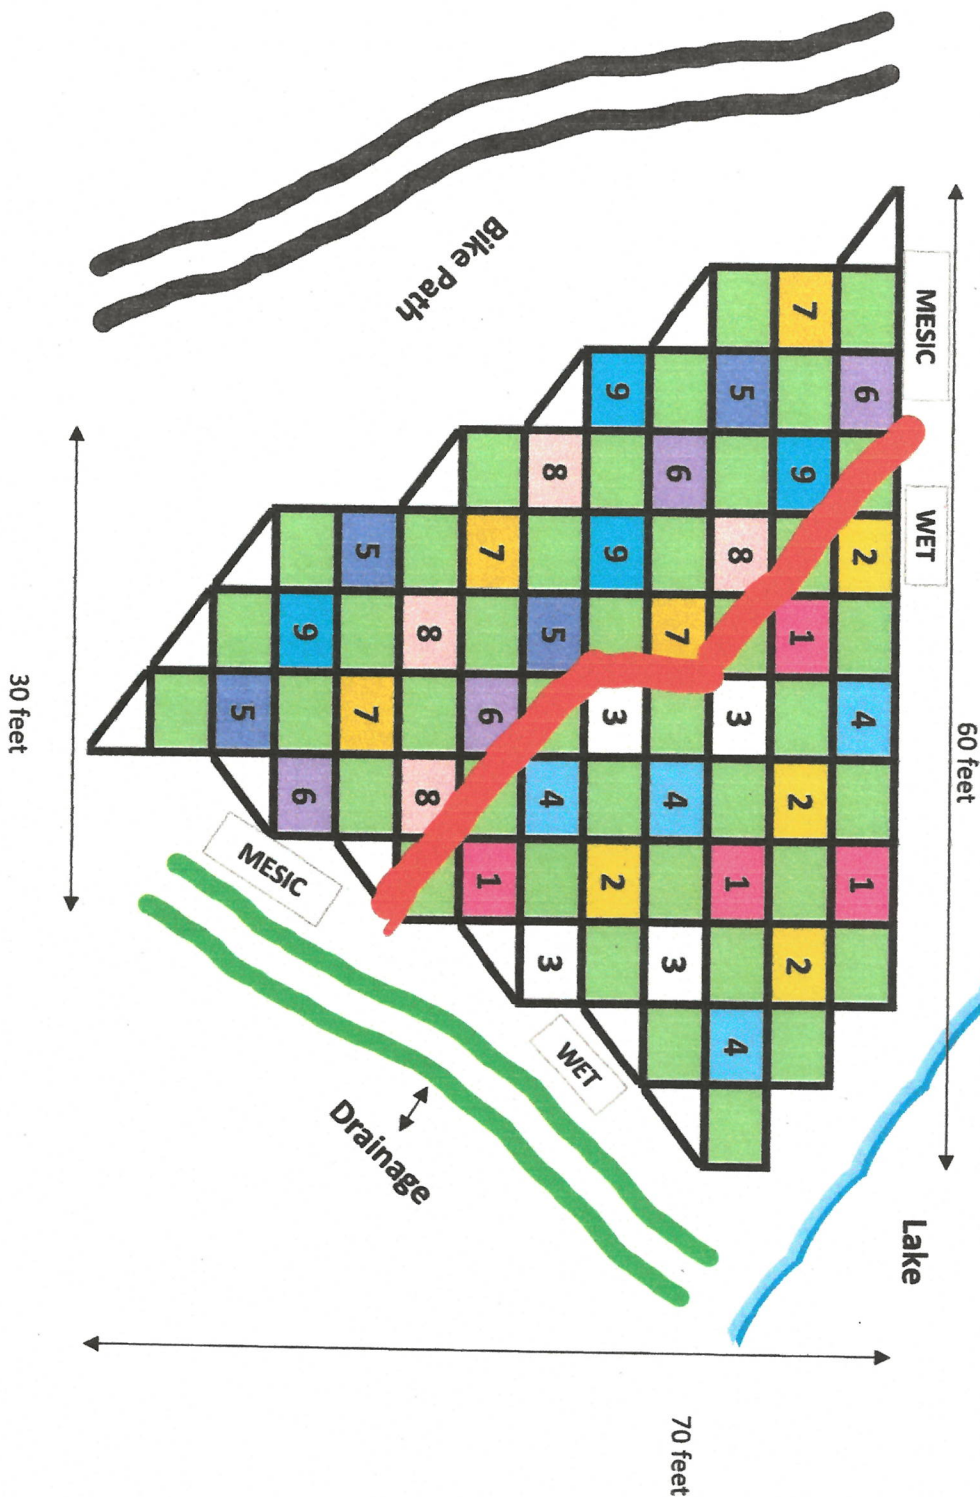 60 feet
MESIC WET
Lake
6 2 4 1
7 9 1 2 2
5 8 3 1 4
6 7 4 3
70 feet
9 9 3 2
WET
8 5 4 3
Bike Path
7 6 1
8 8
Drainage
5 7
9 6
MESIC
5
30 feet